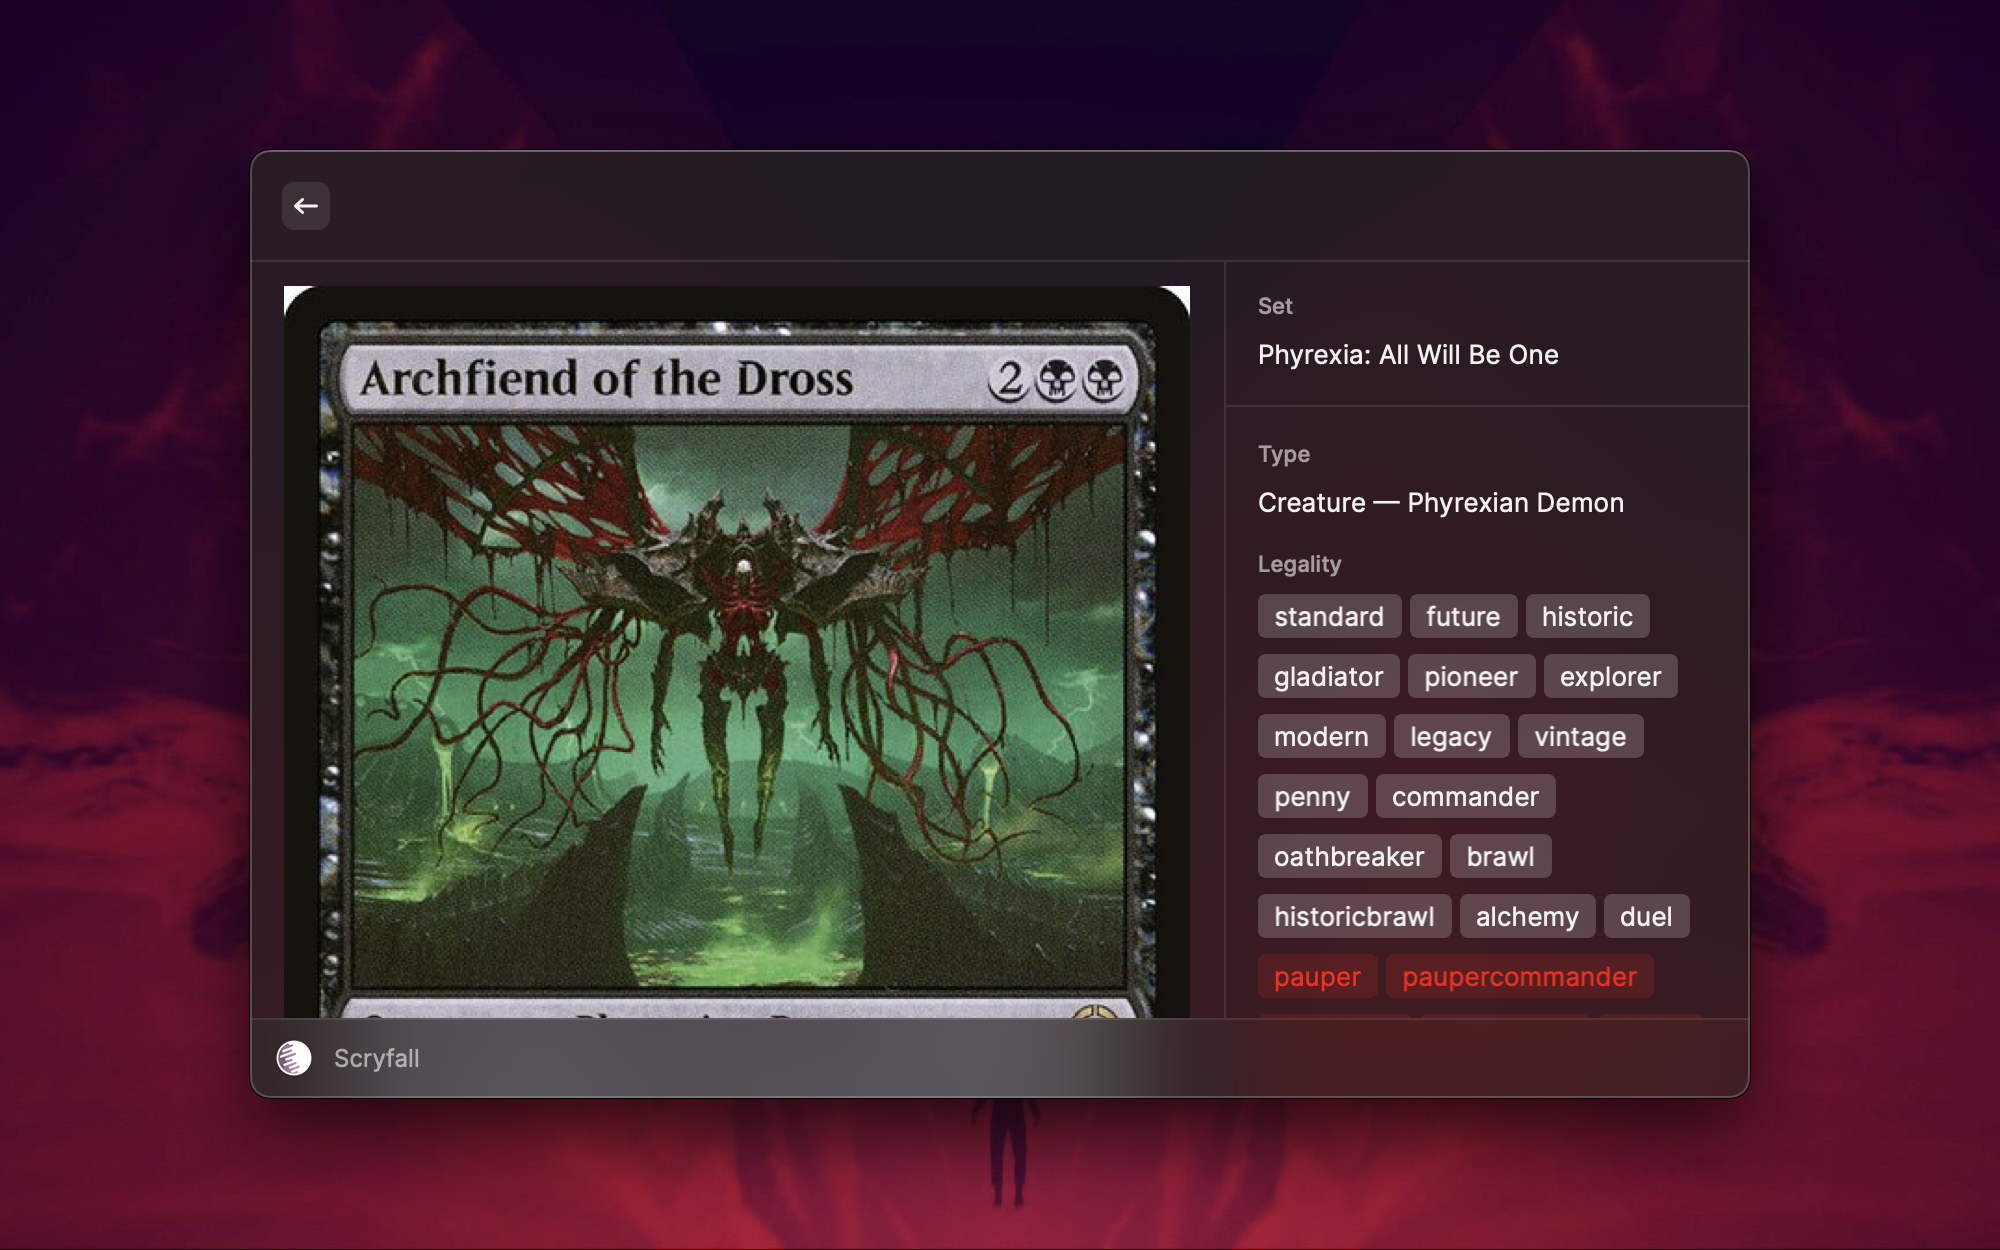 Archfiend of the Dross 2
Set
Phyrexia: All Will Be One
Type
Creature — Phyrexian Demon
Legality
standard future historic
gladiator pioneer explorer
modern legacy vintage
penny commander
oathbreaker brawl
historicbrawl alchemy duel
pauper paupercommander
Scryfall